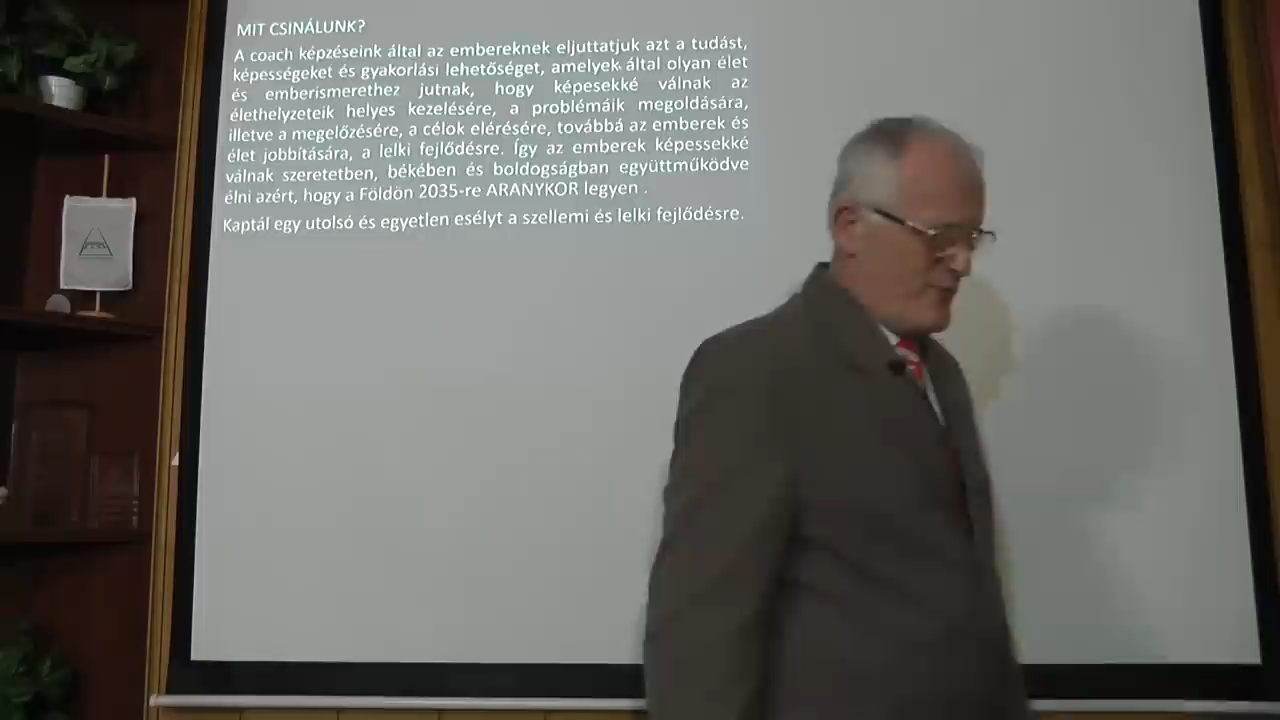 MIT CSINÁLUNK?
A coach képzéseink által az embereknek eljuttatjuk azt a tudást,
képességeket és gyakorlási lehetőséget, amelyek által olyan élet
és emberismerethez jutnak, hogy képesekké válnak az
élethelyzeteik helyes kezelésére, a problémáik megoldására,
illetve a megelőzésére, a célok elérésére, továbbá az emberek és
élet jobbítására, a lelki fejlődésre. Így az emberek képessekké
válnak szeretetben, békében és boldogságban együttműködve
élni azért, hogy a Földön 2035-re ARANYKOR legyen .
Kaptál egy utolsó és egyetlen esélyt a szellemi és lelki fejlődésre.